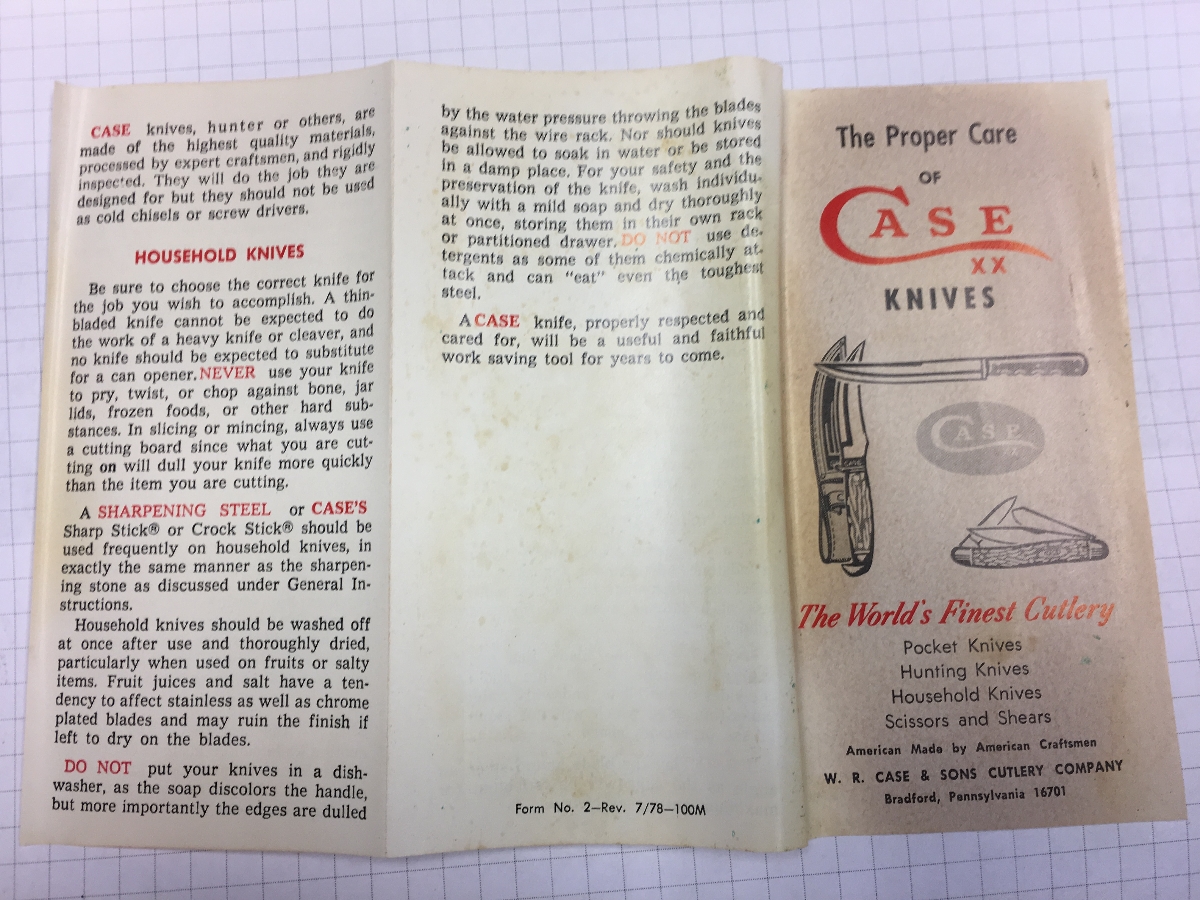 CASE knives, hunter or others, are
made of the highest quality materials,
processed by expert craftsmen, and rigidly
inspected. They will do the job they are
designed for but they should not be used
as cold chisels or screw drivers.
HOUSEHOLD KNIVES
Be sure to choose the correct knife for
the job you wish to accomplish. A thin-
bladed knife cannot be expected to do
the work of a heavy knife or cleaver, and
no knife should be expected to substitute
for a can opener. NEVER use your knife
to pry, twist, or chop against bone, jar
lids, frozen foods, or other hard sub-
stances. In slicing or mincing, always use
a cutting board since what you are cut-
ting on will dull your knife more quickly
than the item you are cutting.
A SHARPENING STEEL or CASE'S
Sharp Stick® or Crock Stick® should be
used frequently on household knives, in
exactly the same manner as the sharpen-
ing stone as discussed under General In-
structions.
Household knives should be washed off
at once after use and thoroughly dried,
particularly when used on fruits or salty
items. Fruit juices and salt have a ten-
dency to affect stainless as well as chrome
plated blades and may ruin the finish if
left to dry on the blades.
DO NOT put your knives in a dish-
washer, as the soap discolors the handle,
but more importantly the edges are dulled
by the water pressure throwing the blades
against the wire rack. Nor should knives
be allowed to soak in water or be stored
in a damp place. For your safety and the
preservation of the knife, wash individu-
ally with a mild soap and dry thoroughly
at once, storing them in their own rack
or partitioned drawer. DO NOT use de-
tergents as some of them chemically at-
tack and can "eat" even the toughest
steel.
A CASE knife, properly respected and
cared for, will be a useful and faithful
work saving tool for years to come.
Form No. 2—Rev. 7/78—100M
The Proper Care
OF
CASE
XX
KNIVES
CASE
The World's Finest Cutlery
Pocket Knives
Hunting Knives
Household Knives
Scissors and Shears
American Made by American Craftsmen
W. R. CASE & SONS CUTLERY COMPANY
Bradford, Pennsylvania 16701